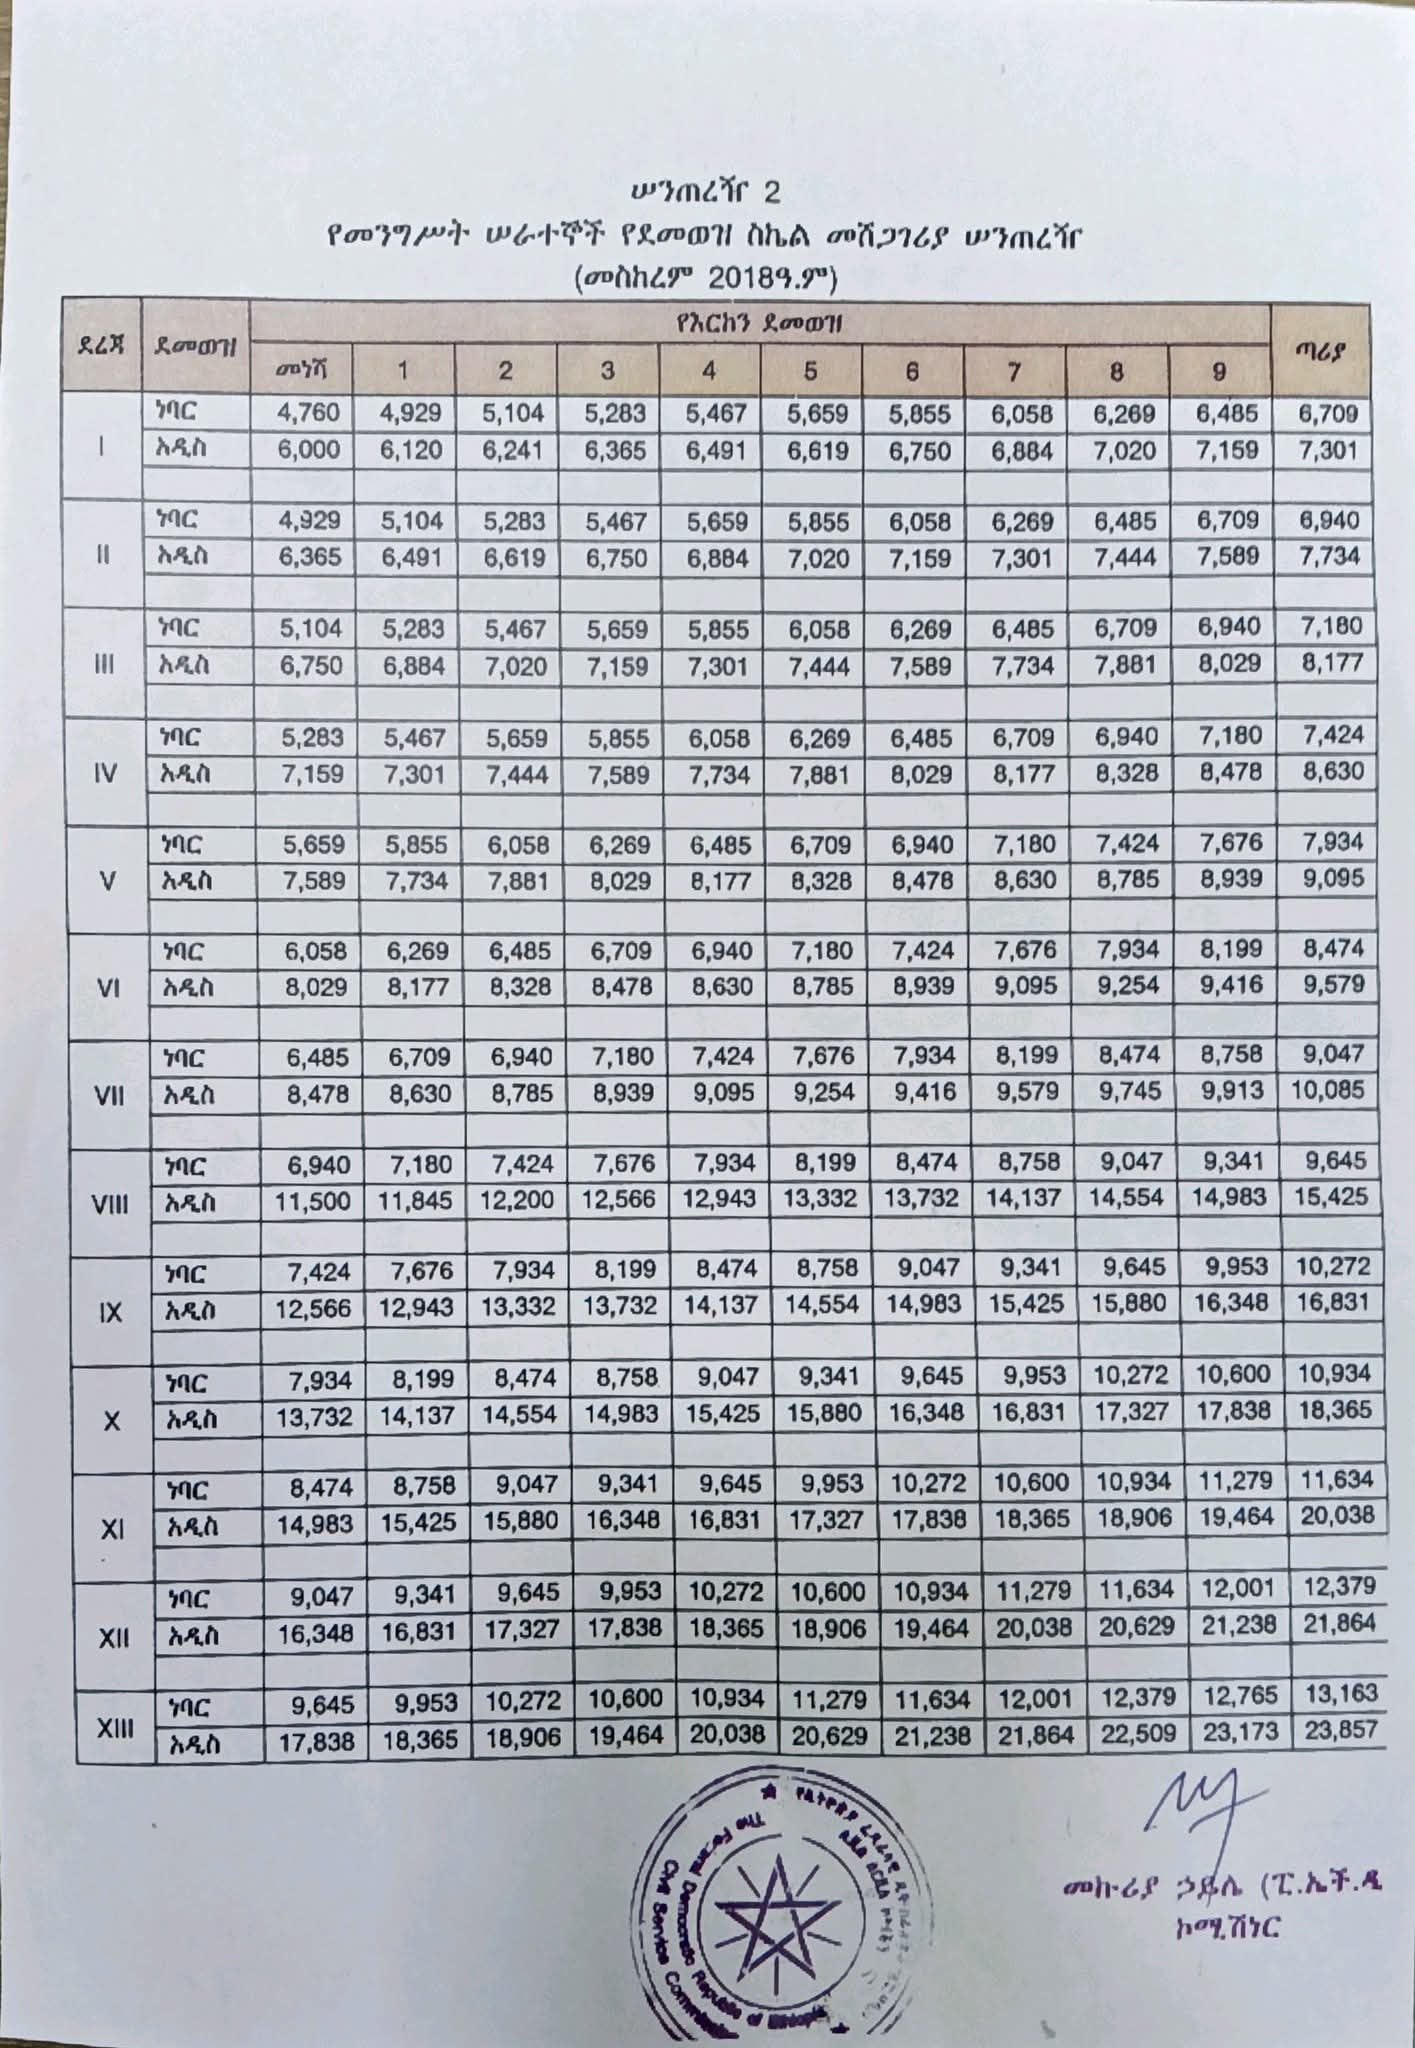 ሠንጠረዥ 2
የመንግሥት ሠራተኞች የደመወዝ ስኬል መሸጋገሪያ ሠንጠረዥ
(መስከረም 2018ዓ.ም)
ደረጃ ደመወዝ የእርከን ደመወዝ ጣሪያ
መነሻ 1 2 3 4 5 6 7 8 9
I ነባር 4,760 4,929 5,104 5,283 5,467 5,659 5,855 6,058 6,269 6,485 6,709
አዲስ 6,000 6,120 6,241 6,365 6,491 6,619 6,750 6,884 7,020 7,159 7,301
II ነባር 4,929 5,104 5,283 5,467 5,659 5,855 6,058 6,269 6,485 6,709 6,940
አዲስ 6,365 6,491 6,619 6,750 6,884 7,020 7,159 7,301 7,444 7,589 7,734
III ነባር 5,104 5,283 5,467 5,659 5,855 6,058 6,269 6,485 6,709 6,940 7,180
አዲስ 6,750 6,884 7,020 7,159 7,301 7,444 7,589 7,734 7,881 8,029 8,177
IV ነባር 5,283 5,467 5,659 5,855 6,058 6,269 6,485 6,709 6,940 7,180 7,424
አዲስ 7,159 7,301 7,444 7,589 7,734 7,881 8,029 8,177 8,328 8,478 8,630
V ነባር 5,659 5,855 6,058 6,269 6,485 6,709 6,940 7,180 7,424 7,676 7,934
አዲስ 7,589 7,734 7,881 8,029 8,177 8,328 8,478 8,630 8,785 8,939 9,095
VI ነባር 6,058 6,269 6,485 6,709 6,940 7,180 7,424 7,676 7,934 8,199 8,474
አዲስ 8,029 8,177 8,328 8,478 8,630 8,785 8,939 9,095 9,254 9,416 9,579
VII ነባር 6,485 6,709 6,940 7,180 7,424 7,676 7,934 8,199 8,474 8,758 9,047
አዲስ 8,478 8,630 8,785 8,939 9,095 9,254 9,416 9,579 9,745 9,913 10,085
VIII ነባር 6,940 7,180 7,424 7,676 7,934 8,199 8,474 8,758 9,047 9,341 9,645
አዲስ 11,500 11,845 12,200 12,566 12,943 13,332 13,732 14,137 14,554 14,983 15,425
IX ነባር 7,424 7,676 7,934 8,199 8,474 8,758 9,047 9,341 9,645 9,953 10,272
አዲስ 12,566 12,943 13,332 13,732 14,137 14,554 14,983 15,425 15,880 16,348 16,831
X ነባር 7,934 8,199 8,474 8,758 9,047 9,341 9,645 9,953 10,272 10,600 10,934
አዲስ 13,732 14,137 14,554 14,983 15,425 15,880 16,348 16,831 17,327 17,838 18,365
XI ነባር 8,474 8,758 9,047 9,341 9,645 9,953 10,272 10,600 10,934 11,279 11,634
አዲስ 14,983 15,425 15,880 16,348 16,831 17,327 17,838 18,365 18,906 19,464 20,038
XII ነባር 9,047 9,341 9,645 9,953 10,272 10,600 10,934 11,279 11,634 12,001 12,379
አዲስ 16,348 16,831 17,327 17,838 18,365 18,906 19,464 20,038 20,629 21,238 21,864
XIII ነባር 9,645 9,953 10,272 10,600 10,934 11,279 11,634 12,001 12,379 12,765 13,163
አዲስ 17,838 18,365 18,906 19,464 20,038 20,629 21,238 21,864 22,509 23,173 23,857
The Federal Democratic Republic of Ethiopia
Civil Service Commission
መኩሪያ ኃይሌ (ፒ.ኤች.ዲ
ኮሚሽነር